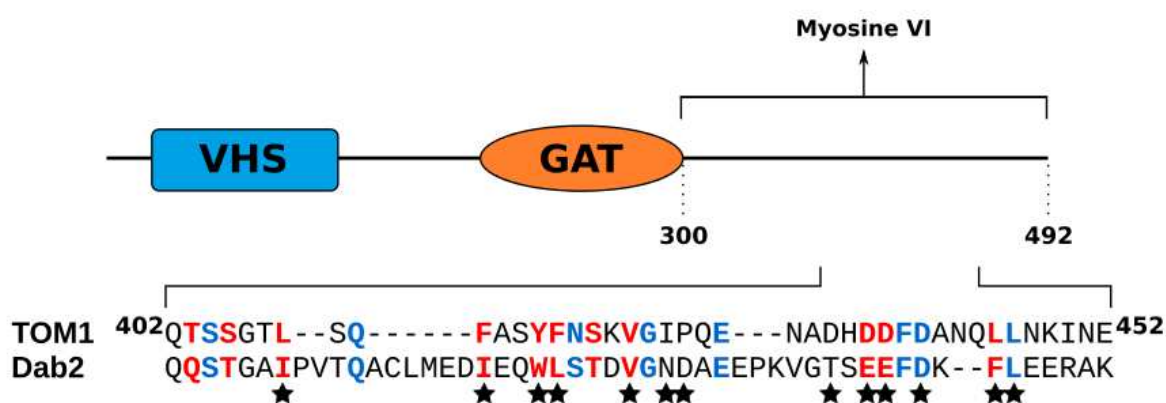 Myosine VI
VHS GAT
300 492
TOM1 402QTSSGTL--SQ------FASYFNSKVGIPQE---NADHDDFDANQLLNKINE452
Dab2 QQSTGAIPVTQACLMEDIEQWLSTDVGNDAEEPKVGTSEEFDK--FLEERAK